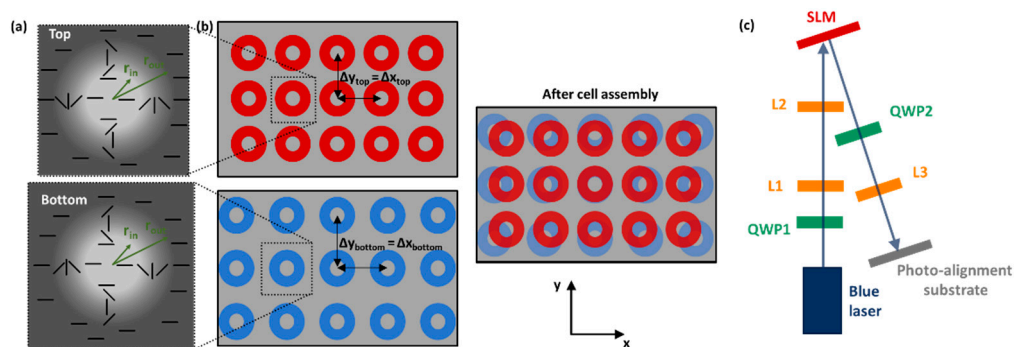 (a)
Top
r_in
r_out
Bottom
r_in
r_out
(b)
Δy_top = Δx_top
Δy_bottom = Δx_bottom
After cell assembly
y
x
(c)
SLM
L2
QWP2
L1
L3
QWP1
Photo-alignment
substrate
Blue
laser